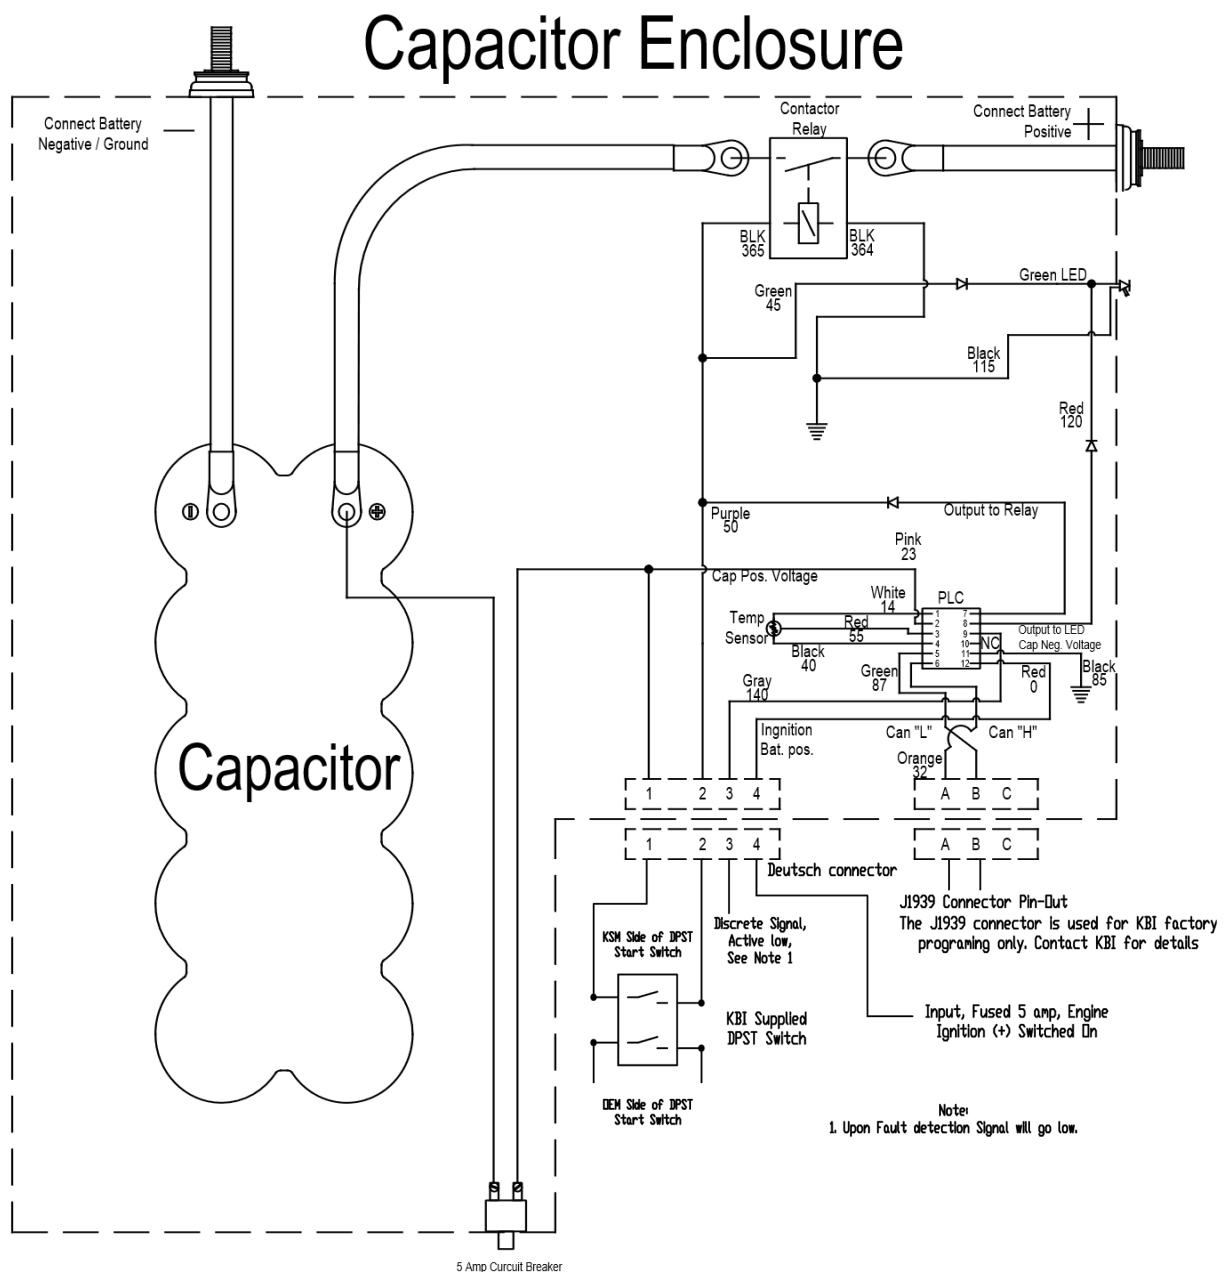 Capacitor Enclosure
Connect Battery
Negative / Ground
Contactor
Relay
Connect Battery
Positive
BLK
365
BLK
364
Green LED
Green
45
Black
115
Red
120
Purple
50
Output to Relay
Pink
23
Cap Pos. Voltage
White
14
PLC
Temp
Sensor
Red
55
Black
40
1
2
3
4
5
6
7
8
9
10
11
12
NC
Output to LED
Cap Neg. Voltage
Black
85
Green
87
Red
0
Gray
140
Ingnition
Bat. pos.
Can "L"
Can "H"
Orange
32
Capacitor
1 2 3 4
A B C
1 2 3 4
A B C
Deutsch connector
J1939 Connector Pin-Out
The J1939 connector is used for KBI factory
programing only. Contact KBI for details
KSM Side of DPST
Start Switch
Discrete Signal,
Active low,
See Note 1
KBI Supplied
DPST Switch
Input, Fused 5 amp, Engine
Ignition (+) Switched On
OEM Side of DPST
Start Switch
Note:
1. Upon Fault detection Signal will go low.
5 Amp Curcuit Breaker